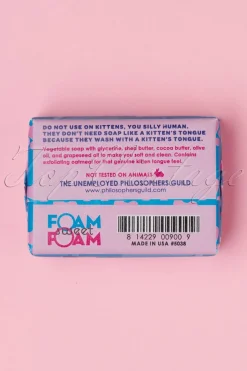 DO NOT USE ON KITTENS, YOU SILLY HUMAN.
THEY DON'T NEED SOAP LIKE A KITTEN'S TONGUE
BECAUSE THEY WASH WITH A KITTEN'S TONGUE.
Vegetable soap with glycerine, shea butter, cocoa butter, olive
oil, and grapeseed oil to make you soft and clean. Contains
exfoliating oatmeal for that genuine kitten tongue feel.
NOT TESTED ON ANIMALS
THE UNEMPLOYED PHILOSOPHERS GUILD
www.philosophersguild.com
FOAM
sweet
FOAM
8 14229 00900 9
MADE IN USA #5038
TopVintage